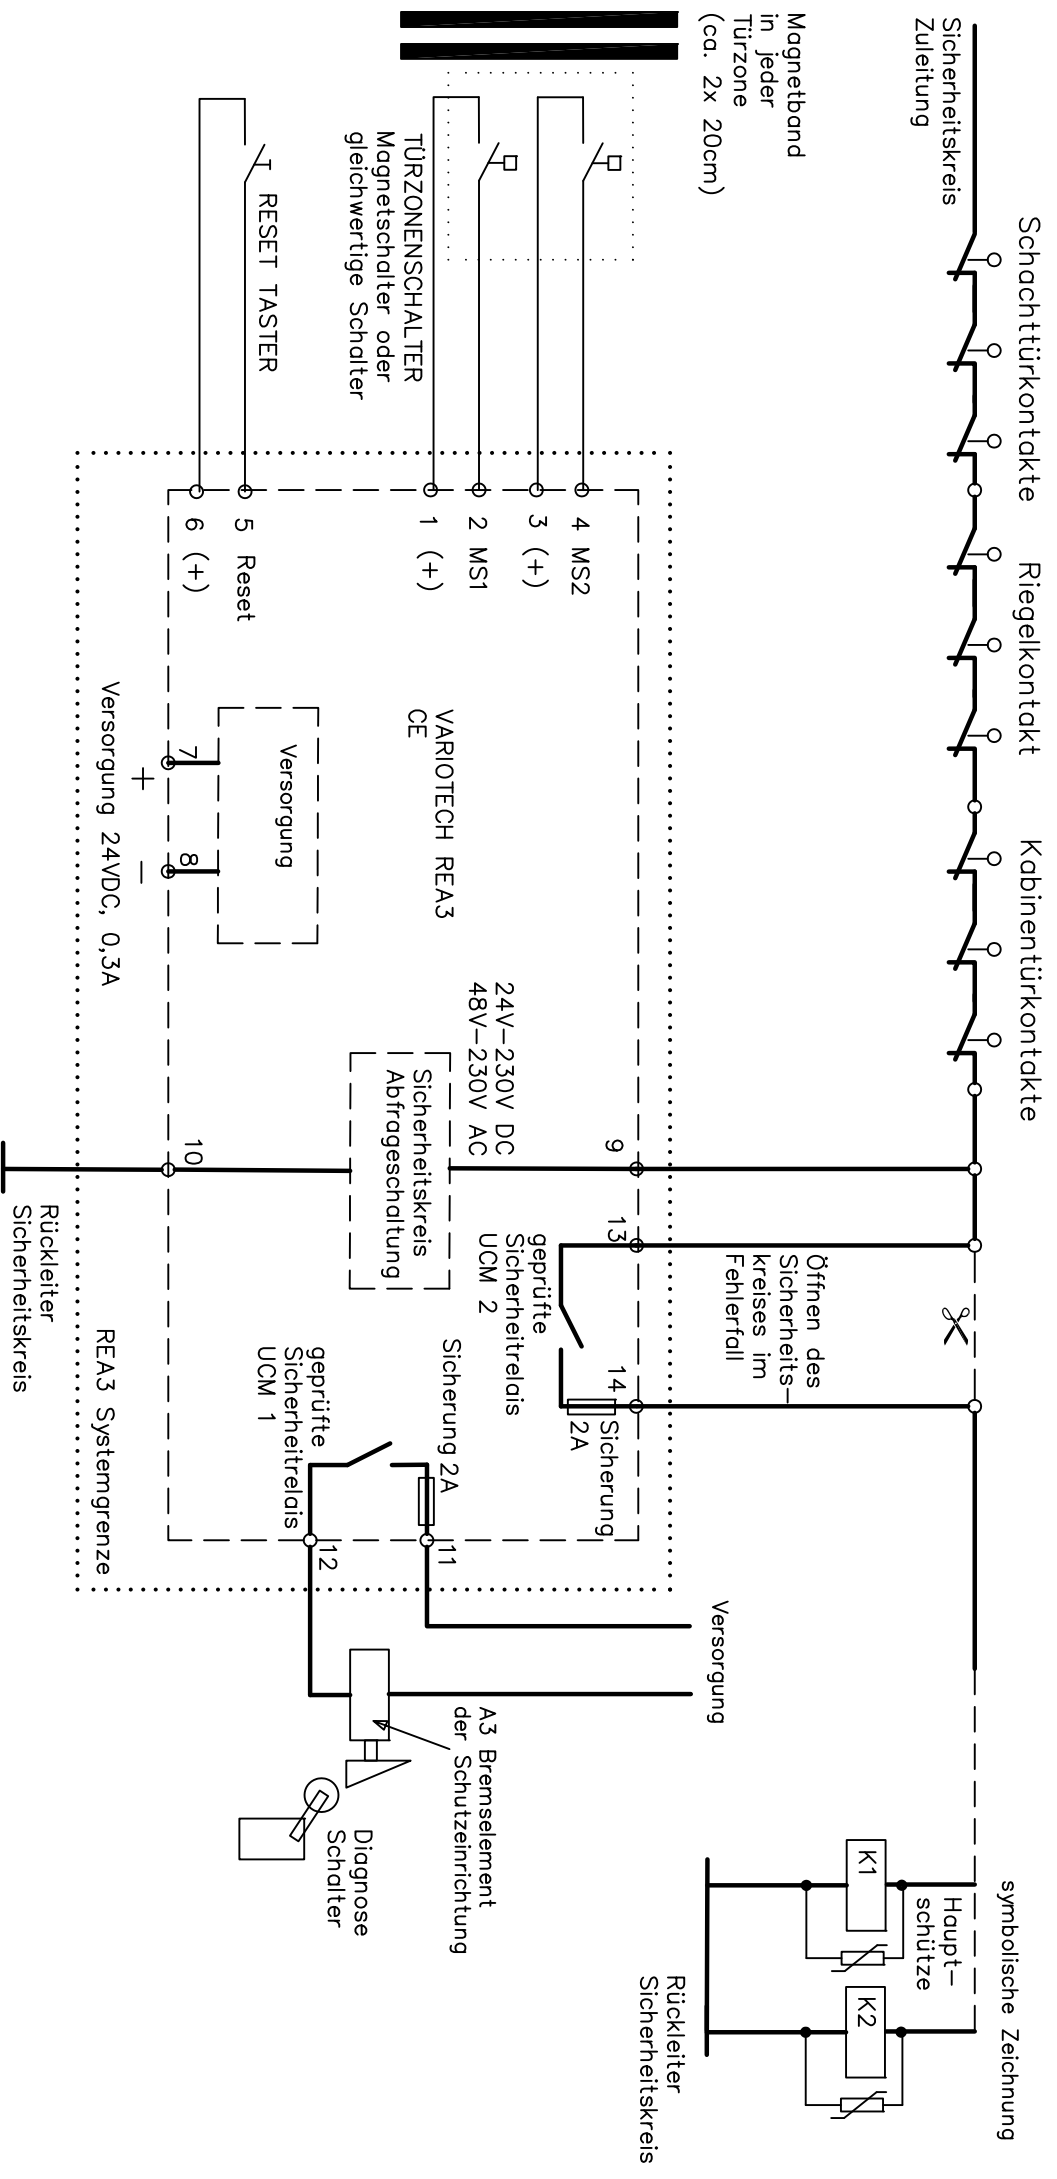 symbolische Zeichnung
Schachttürkontakte
Riegelkontakt
Kabinentürkontakte
Sicherheitskreis
Zuleitung
Haupt-
schütze
K1
K2
Rückleiter
Sicherheitskreis
Magnetband
in jeder
Türzone
(ca. 2x 20cm)
Öffnen des
Sicherheits-
kreises im
Fehlerfall
Versorgung
9
13
14
Sicherung
2A
geprüfte
Sicherheitrelais
UCM 2
4 MS2
3 (+)
2 MS1
1 (+)
TÜRZONENSCHALTER
Magnetschalter oder
gleichwertige Schalter
VARIOTECH REA3
CE
24V-230V DC
48V-230V AC
Sicherheitskreis
Abfrageschaltung
Sicherung 2A
11
12
geprüfte
Sicherheitrelais
UCM 1
A3 Bremselement
der Schutzeinrichtung
Diagnose
Schalter
RESET TASTER
5 Reset
6 (+)
Versorgung
7
8
+
−
10
Versorgung 24VDC, 0,3A
REA3 Systemgrenze
Rückleiter
Sicherheitskreis